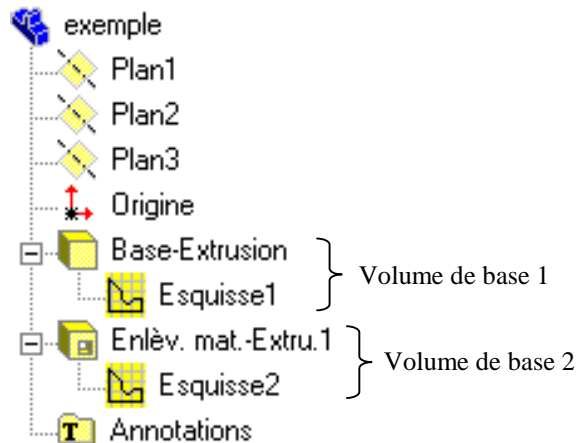 exemple
Plan1
Plan2
Plan3
Origine
Base-Extrusion
Esquisse1
Volume de base 1
Enlèv. mat.-Extru.1
Esquisse2
Volume de base 2
T Annotations